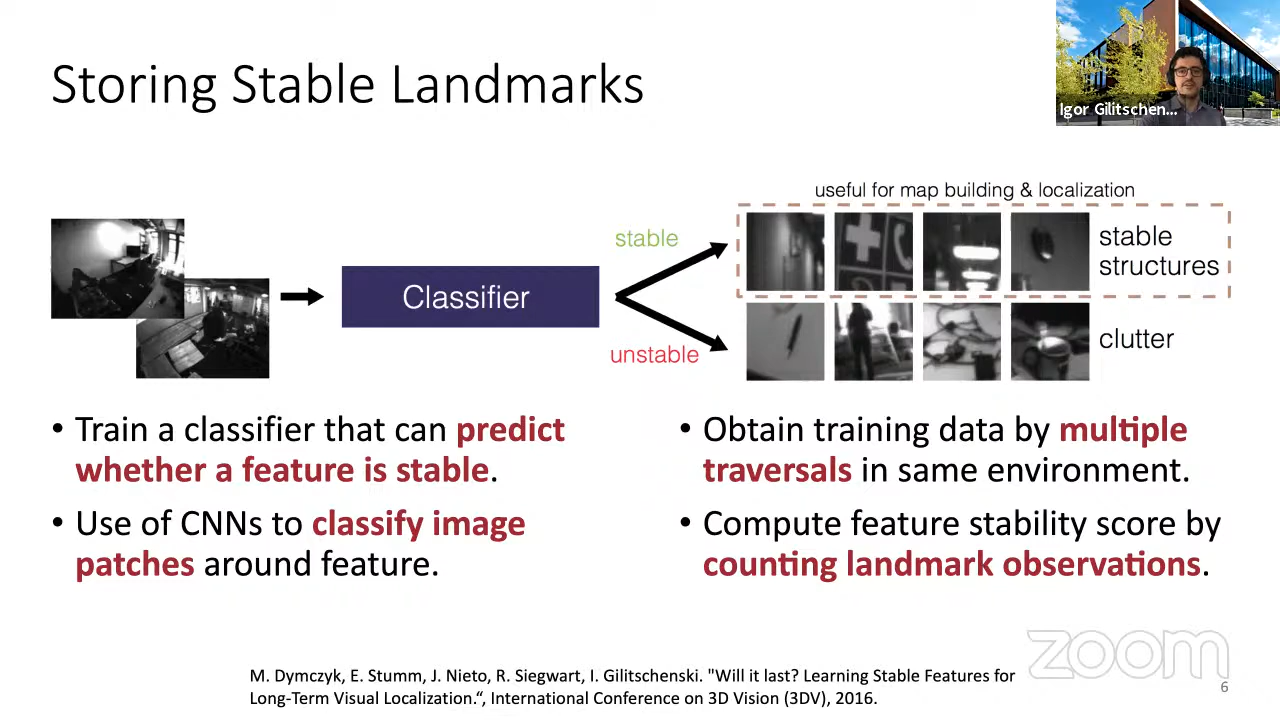 Storing Stable Landmarks
Igor Gilitschen...
useful for map building & localization
stable
stable
structures
Classifier
unstable
clutter
• Train a classifier that can predict
whether a feature is stable.
• Use of CNNs to classify image
patches around feature.
• Obtain training data by multiple
traversals in same environment.
• Compute feature stability score by
counting landmark observations.
zoom
M. Dymczyk, E. Stumm, J. Nieto, R. Siegwart, I. Gilitschenski. "Will it last? Learning Stable Features for
Long-Term Visual Localization.“, International Conference on 3D Vision (3DV), 2016.
6